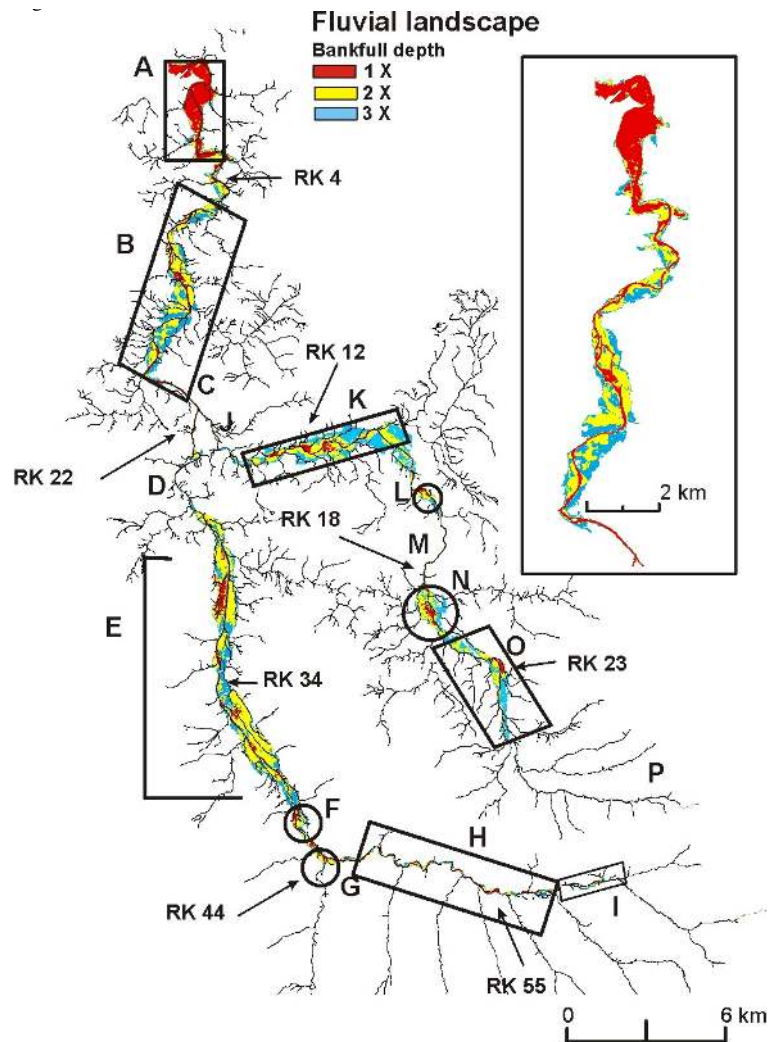 Fluvial landscape
Bankfull depth
1 X
2 X
3 X
A
RK 4
B
2 km
RK 12
C
K
J
RK 22
D
L
RK 18
M
N
E
O
RK 23
RK 34
P
F
H
G
I
RK 44
RK 55
0 6 km